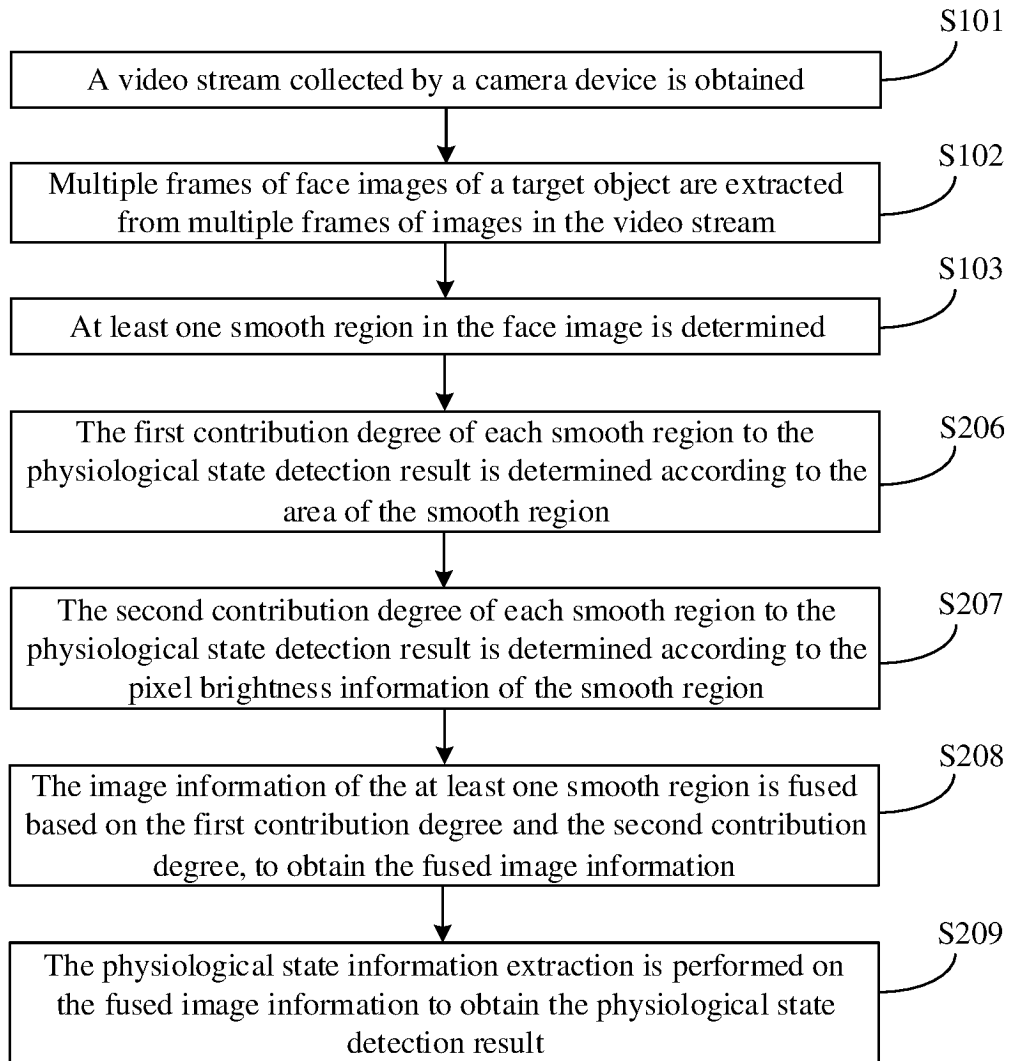 S101
A video stream collected by a camera device is obtained
S102
Multiple frames of face images of a target object are extracted
from multiple frames of images in the video stream
S103
At least one smooth region in the face image is determined
S206
The first contribution degree of each smooth region to the
physiological state detection result is determined according to the
area of the smooth region
S207
The second contribution degree of each smooth region to the
physiological state detection result is determined according to the
pixel brightness information of the smooth region
S208
The image information of the at least one smooth region is fused
based on the first contribution degree and the second contribution
degree, to obtain the fused image information
S209
The physiological state information extraction is performed on
the fused image information to obtain the physiological state
detection result